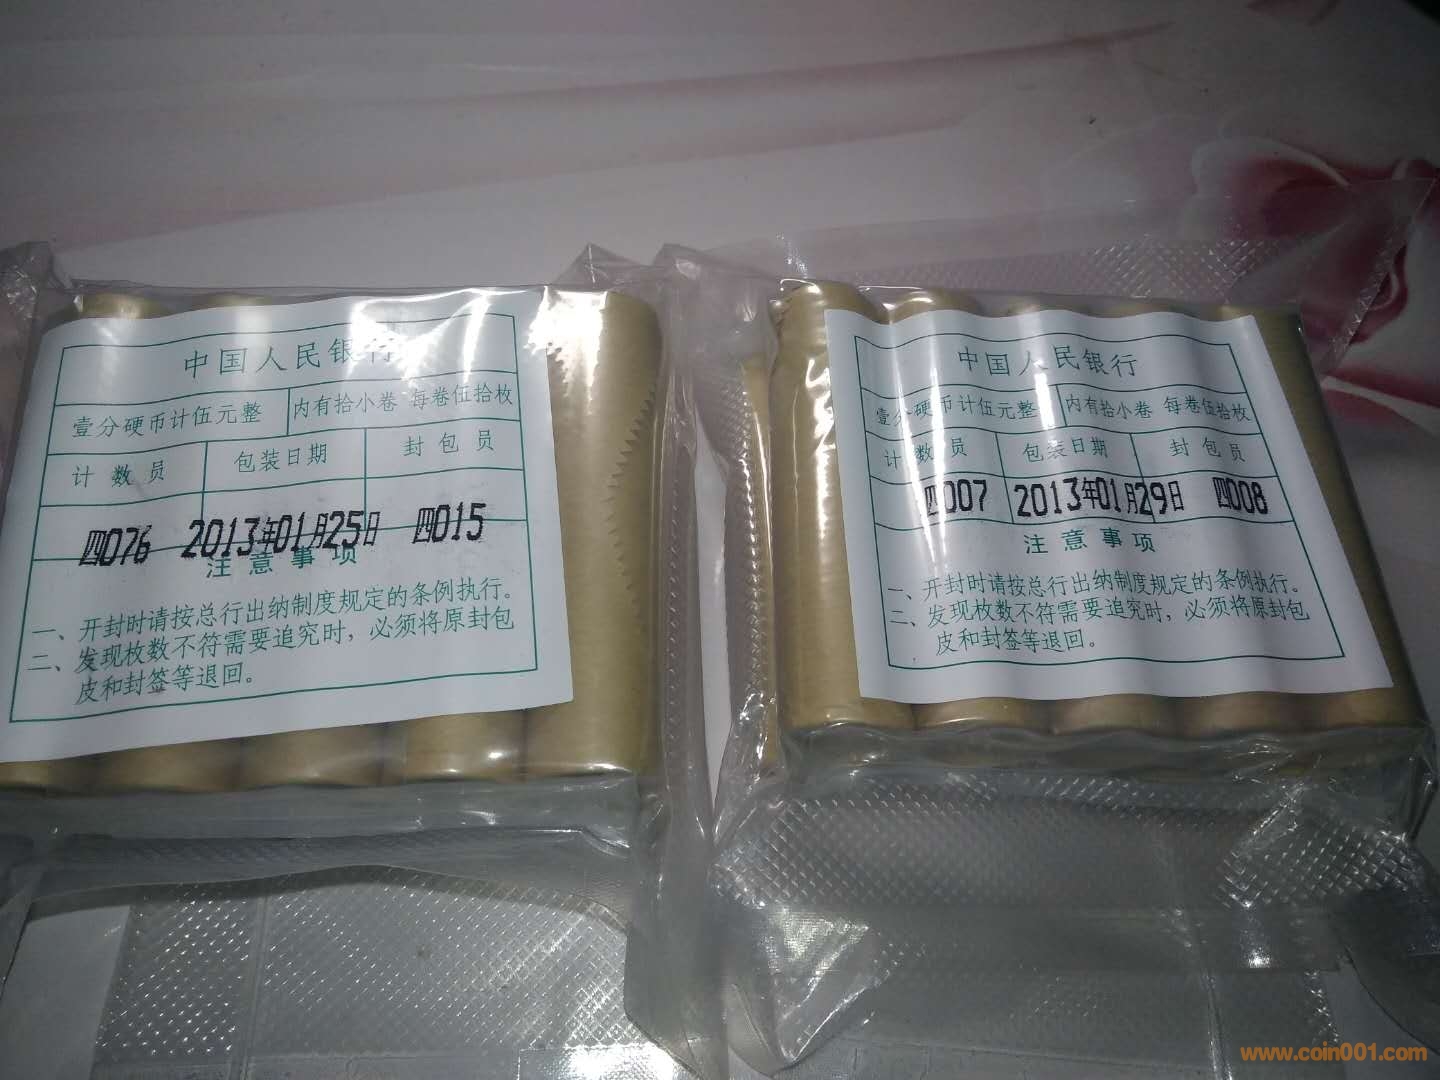 中国人民银行
壹分硬币计伍元整 内有拾小卷 每卷伍拾枚
计数员 包装日期 封包员
四076 2013年01月25日 四015
注意事项
一、开封时请按总行出纳制度规定的条例执行。
二、发现枚数不符需要追究时，必须将原封包
皮和封签等退回。
中国人民银行
壹分硬币计伍元整 内有拾小卷 每卷伍拾枚
计数员 包装日期 封包员
四007 2013年01月29日 四008
注意事项
一、开封时请按总行出纳制度规定的条例执行。
二、发现枚数不符需要追究时，必须将原封包
皮和封签等退回。
www.coin001.com